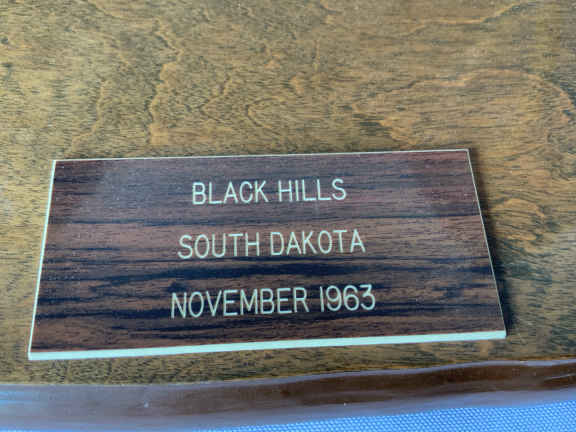 BLACK HILLS
SOUTH DAKOTA
NOVEMBER 1963